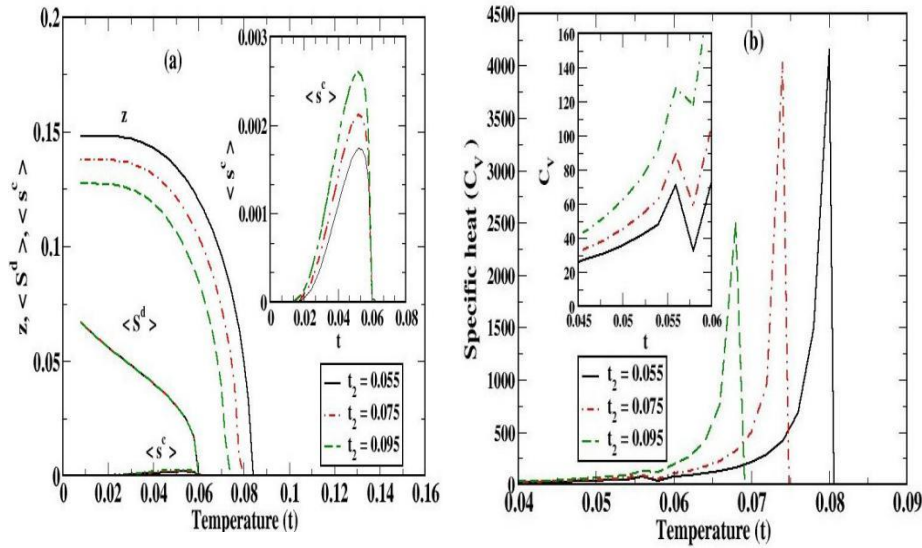 0.2
0.15
0.1
0.05
0
z, <S^d>, <s^c>
(a)
z
<S^d>
<s^c>
0.003
0.002
0.001
0
<s^c>
<s^c>
0 0.02 0.04 0.06 0.08
t
t_2 = 0.055
t_2 = 0.075
t_2 = 0.095
0 0.02 0.04 0.06 0.08 0.1 0.12 0.14 0.16
Temperature (t)
4500
4000
3500
3000
2500
2000
1500
1000
500
250
0
Specific heat (C_v)
(b)
160
140
120
100
80
60
40
20
0
C_v
0.045 0.05 0.055 0.06
t
t_2 = 0.055
t_2 = 0.075
t_2 = 0.095
0.04 0.05 0.06 0.07 0.08 0.09
Temperature (t)